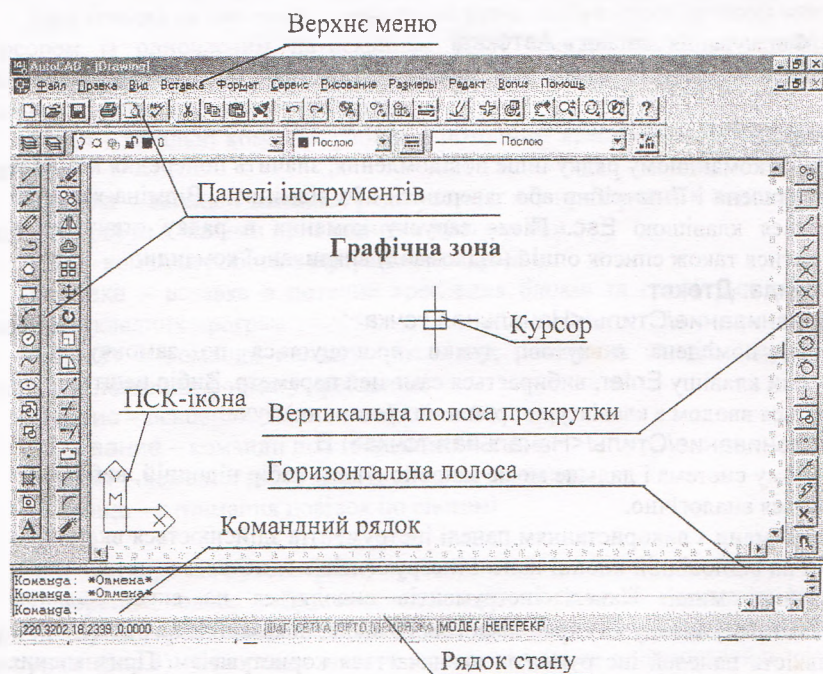 Верхнє меню
AutoCAD - [Drawing]
Файл Правка Вид Вставка Формат Сервис Рисование Размеры Редакт Bonus Помощь
0 Послою Послою
Панелі інструментів
Графічна зона
Курсор
ПСК-ікона
Вертикальна полоса прокрутки
Горизонтальна полоса
М
Х
А
Командний рядок
Команда: *Отмена*
Команда: *Отмена*
Команда:
220.3202,18.2339 ,0.0000 ШАГ СЕТКА ОРТО ПРИВЯЗКА МОДЕЛ НЕПЕРЕКР
Рядок стану